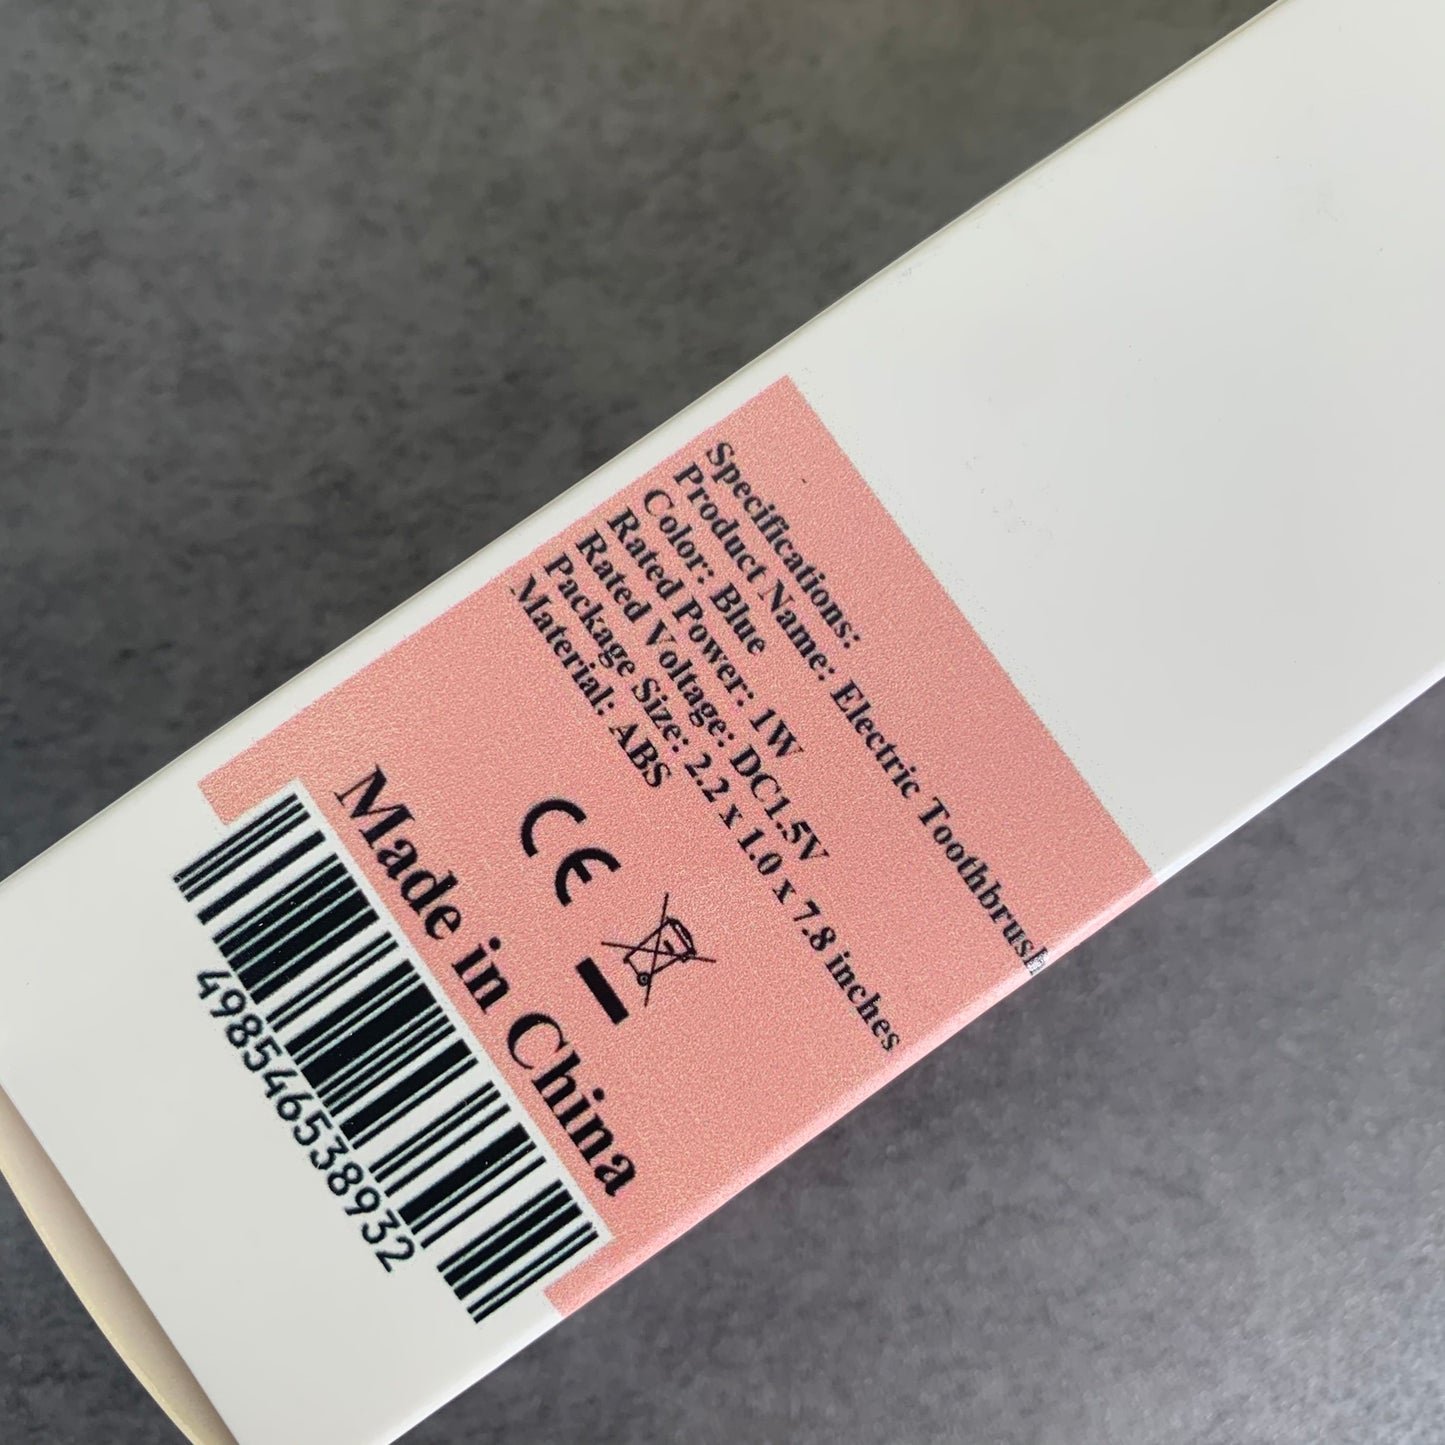 Specifications:
Product Name: Electric Toothbrush
Color: Blue
Rated Power: 1W
Rated Voltage: DC1.5V
Package Size: 2.2 x 1.0 x 7.8 inches
Material: ABS
CE
Made in China
498546538932